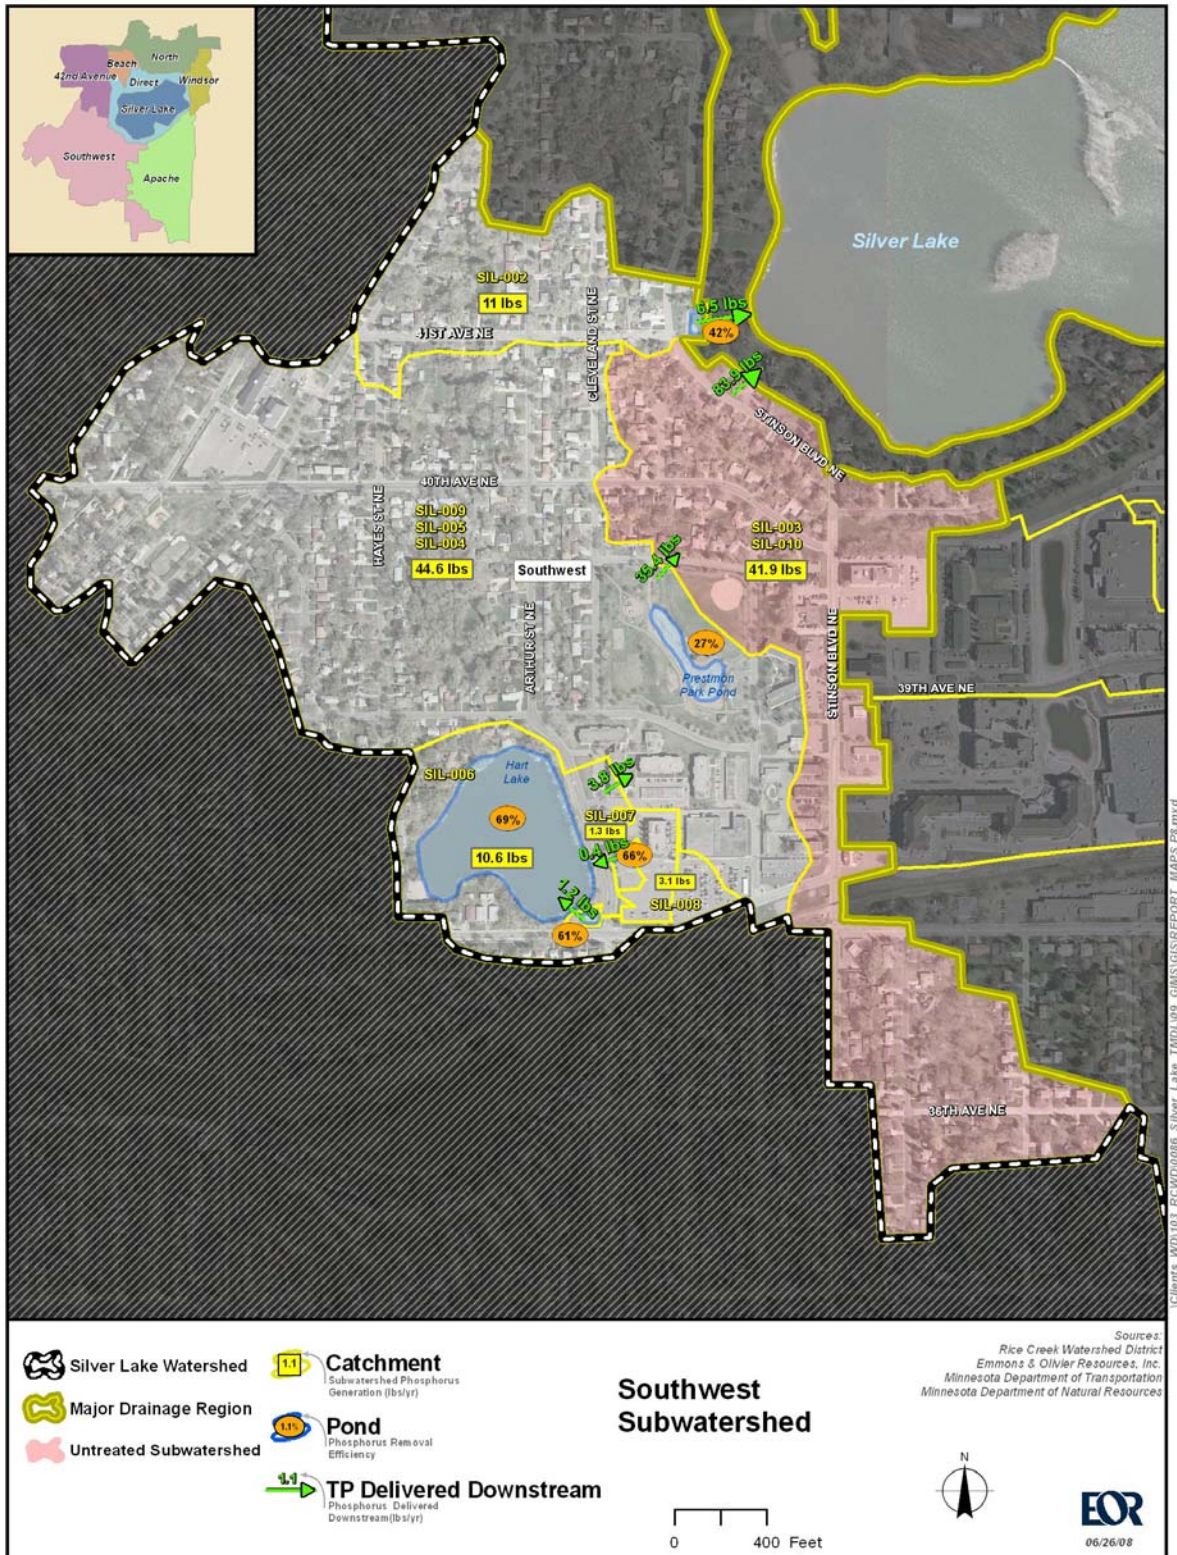 North
Beach
42nd Avenue
Direct
Windsor
Silver Lake
Southwest
Apache
Silver Lake
SIL-002
11 lbs
6.5 lbs
42%
41ST AVE NE
CLEVELAND ST NE
83.9 lbs
STINSON BLVD NE
40TH AVE NE
HAYES ST NE
SIL-009
SIL-005
SIL-004
44.6 lbs
Southwest
35.4 lbs
SIL-003
SIL-010
41.9 lbs
ARTHUR ST NE
27%
Prestmon
Park Pond
STINSON BLVD NE
39TH AVE NE
SIL-006
Hart
Lake
3.8 lbs
69%
SIL-007
1.3 lbs
10.6 lbs
0.4 lbs
66%
3.1 lbs
SIL-008
1.2 lbs
61%
36TH AVE NE
Silver Lake Watershed
Major Drainage Region
Untreated Subwatershed
1.1
Catchment
Subwatershed Phosphorus
Generation (lbs/yr)
1.1%
Pond
Phosphorus Removal
Efficiency
1.1
TP Delivered Downstream
Phosphorus Delivered
Downstream(lbs/yr)
Southwest
Subwatershed
0 400 Feet
Sources:
Rice Creek Watershed District
Emmons & Olivier Resources, Inc.
Minnesota Department of Transportation
Minnesota Department of Natural Resources
N
EOR
06/26/08